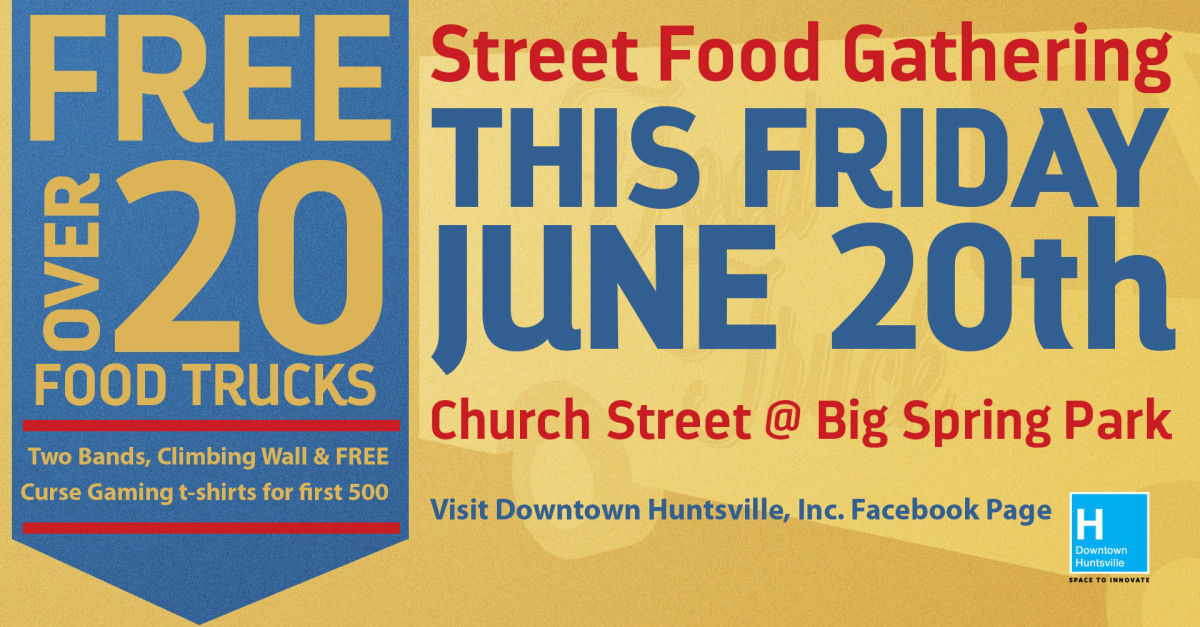 FREE
OVER 20
FOOD TRUCKS
Two Bands, Climbing Wall & FREE
Curse Gaming t-shirts for first 500
Street Food Gathering
THIS FRIDAY
JUNE 20th
Church Street @ Big Spring Park
Visit Downtown Huntsville, Inc. Facebook Page
H
Downtown
Huntsville
SPACE TO INNOVATE
Food
Truck